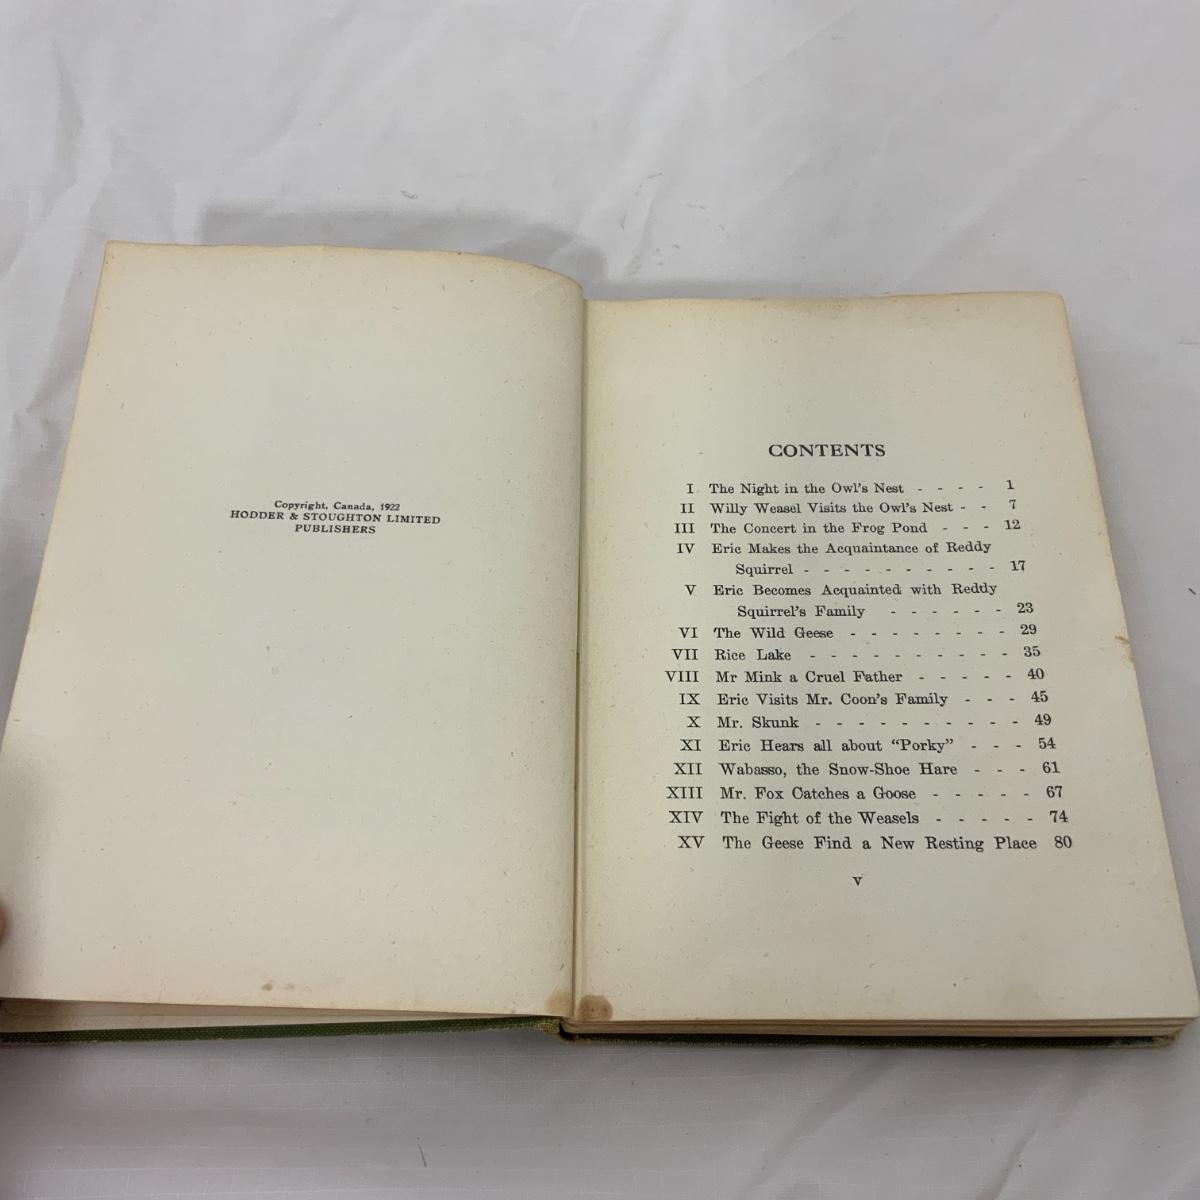 Copyright, Canada, 1922
HODDER & STOUGHTON LIMITED
PUBLISHERS
CONTENTS
I The Night in the Owl's Nest - - - - 1
II Willy Weasel Visits the Owl's Nest - - 7
III The Concert in the Frog Pond - - - 12
IV Eric Makes the Acquaintance of Reddy
Squirrel - - - - - - - - - - 17
V Eric Becomes Acquainted with Reddy
Squirrel's Family - - - - - - 23
VI The Wild Geese - - - - - - - - 29
VII Rice Lake - - - - - - - - - - 35
VIII Mr Mink a Cruel Father - - - - - 40
IX Eric Visits Mr. Coon's Family - - - 45
X Mr. Skunk - - - - - - - - - - 49
XI Eric Hears all about "Porky" - - - 54
XII Wabasso, the Snow-Shoe Hare - - - 61
XIII Mr. Fox Catches a Goose - - - - - 67
XIV The Fight of the Weasels - - - - - 74
XV The Geese Find a New Resting Place 80
v